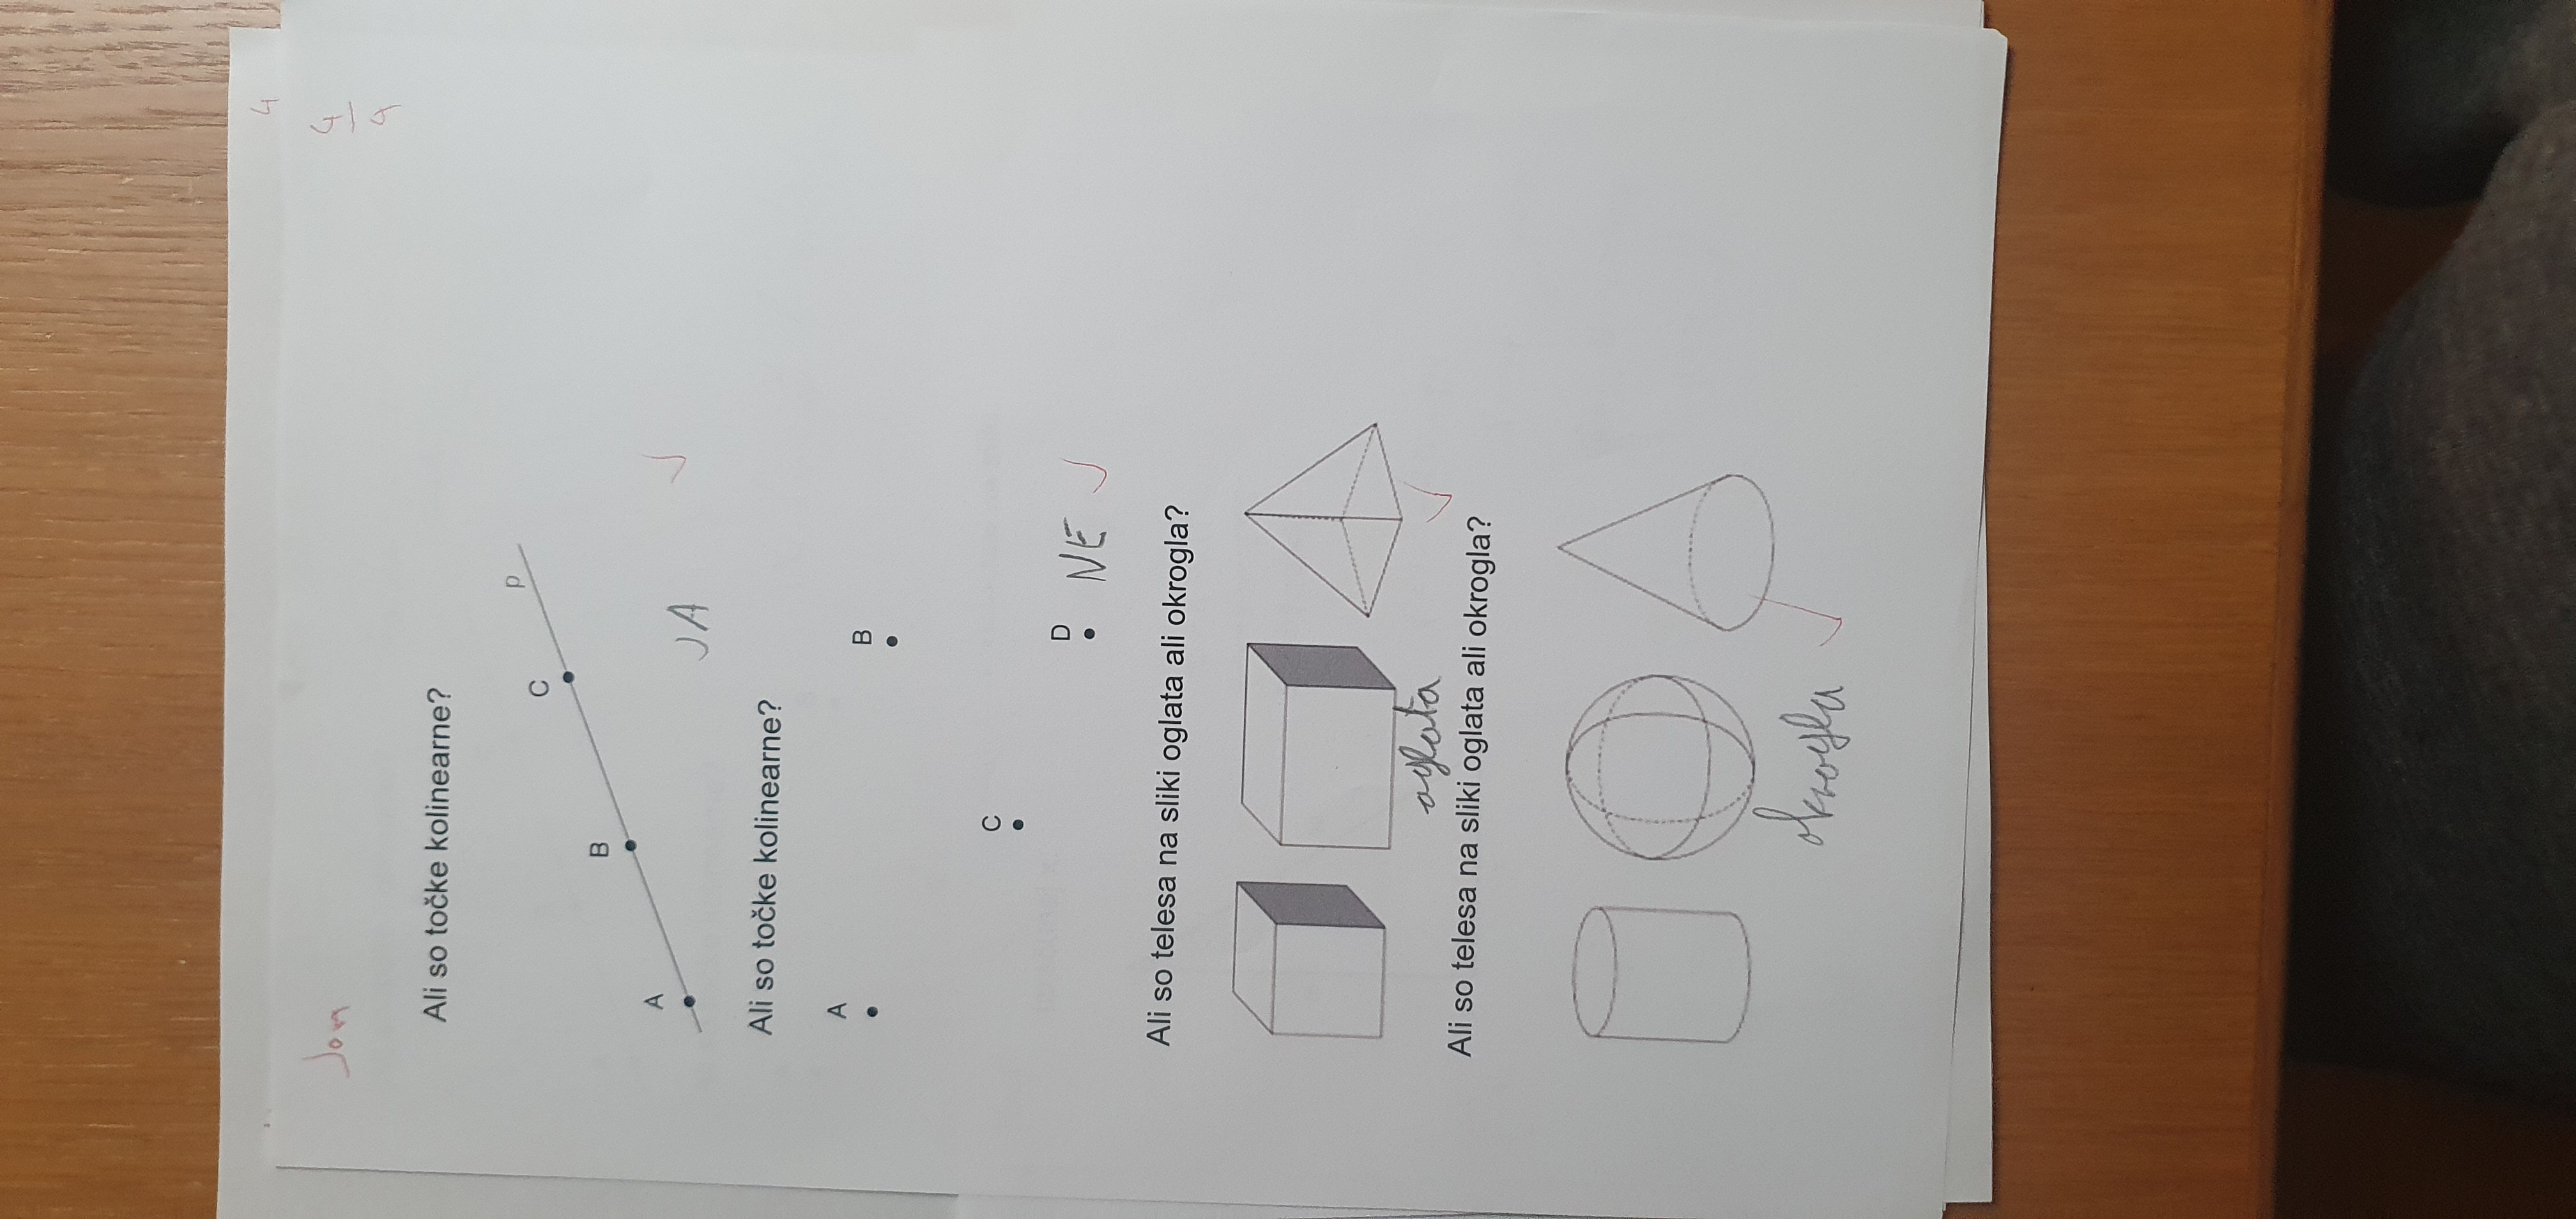 4
Jon
4
4
Ali so točke kolinearne?
p
C
B
A
JA
Ali so točke kolinearne?
A
B
C
D NE
Ali so telesa na sliki oglata ali okrogla?
oglata
Ali so telesa na sliki oglata ali okrogla?
okrogla